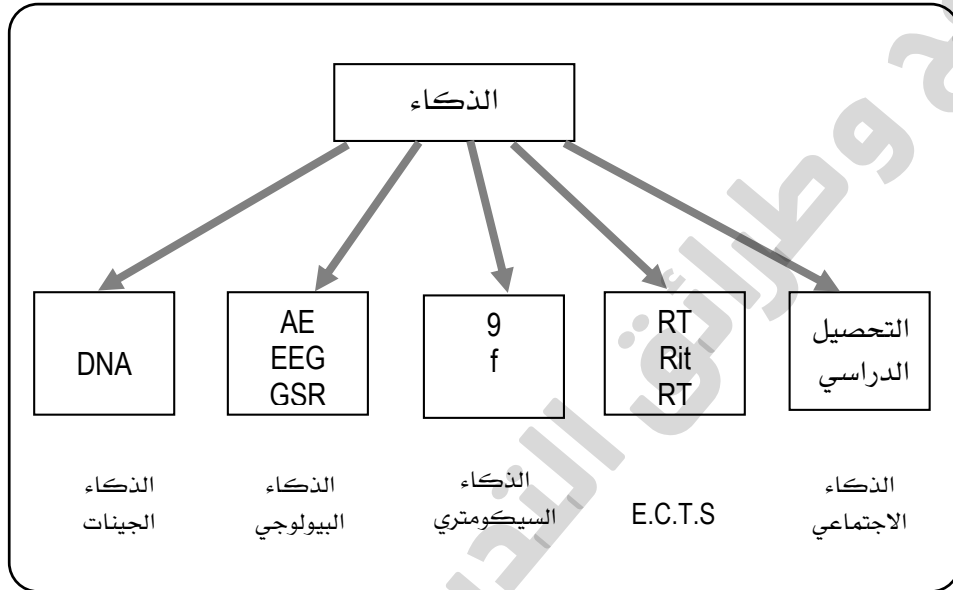 الذكاء
التحصيل
الدراسي
RT
Rit
RT
9
f
AE
EEG
GSR
DNA
الذكاء
الاجتماعي
E.C.T.S
الذكاء
السيكومتري
الذكاء
البيولوجي
الذكاء
الجينات